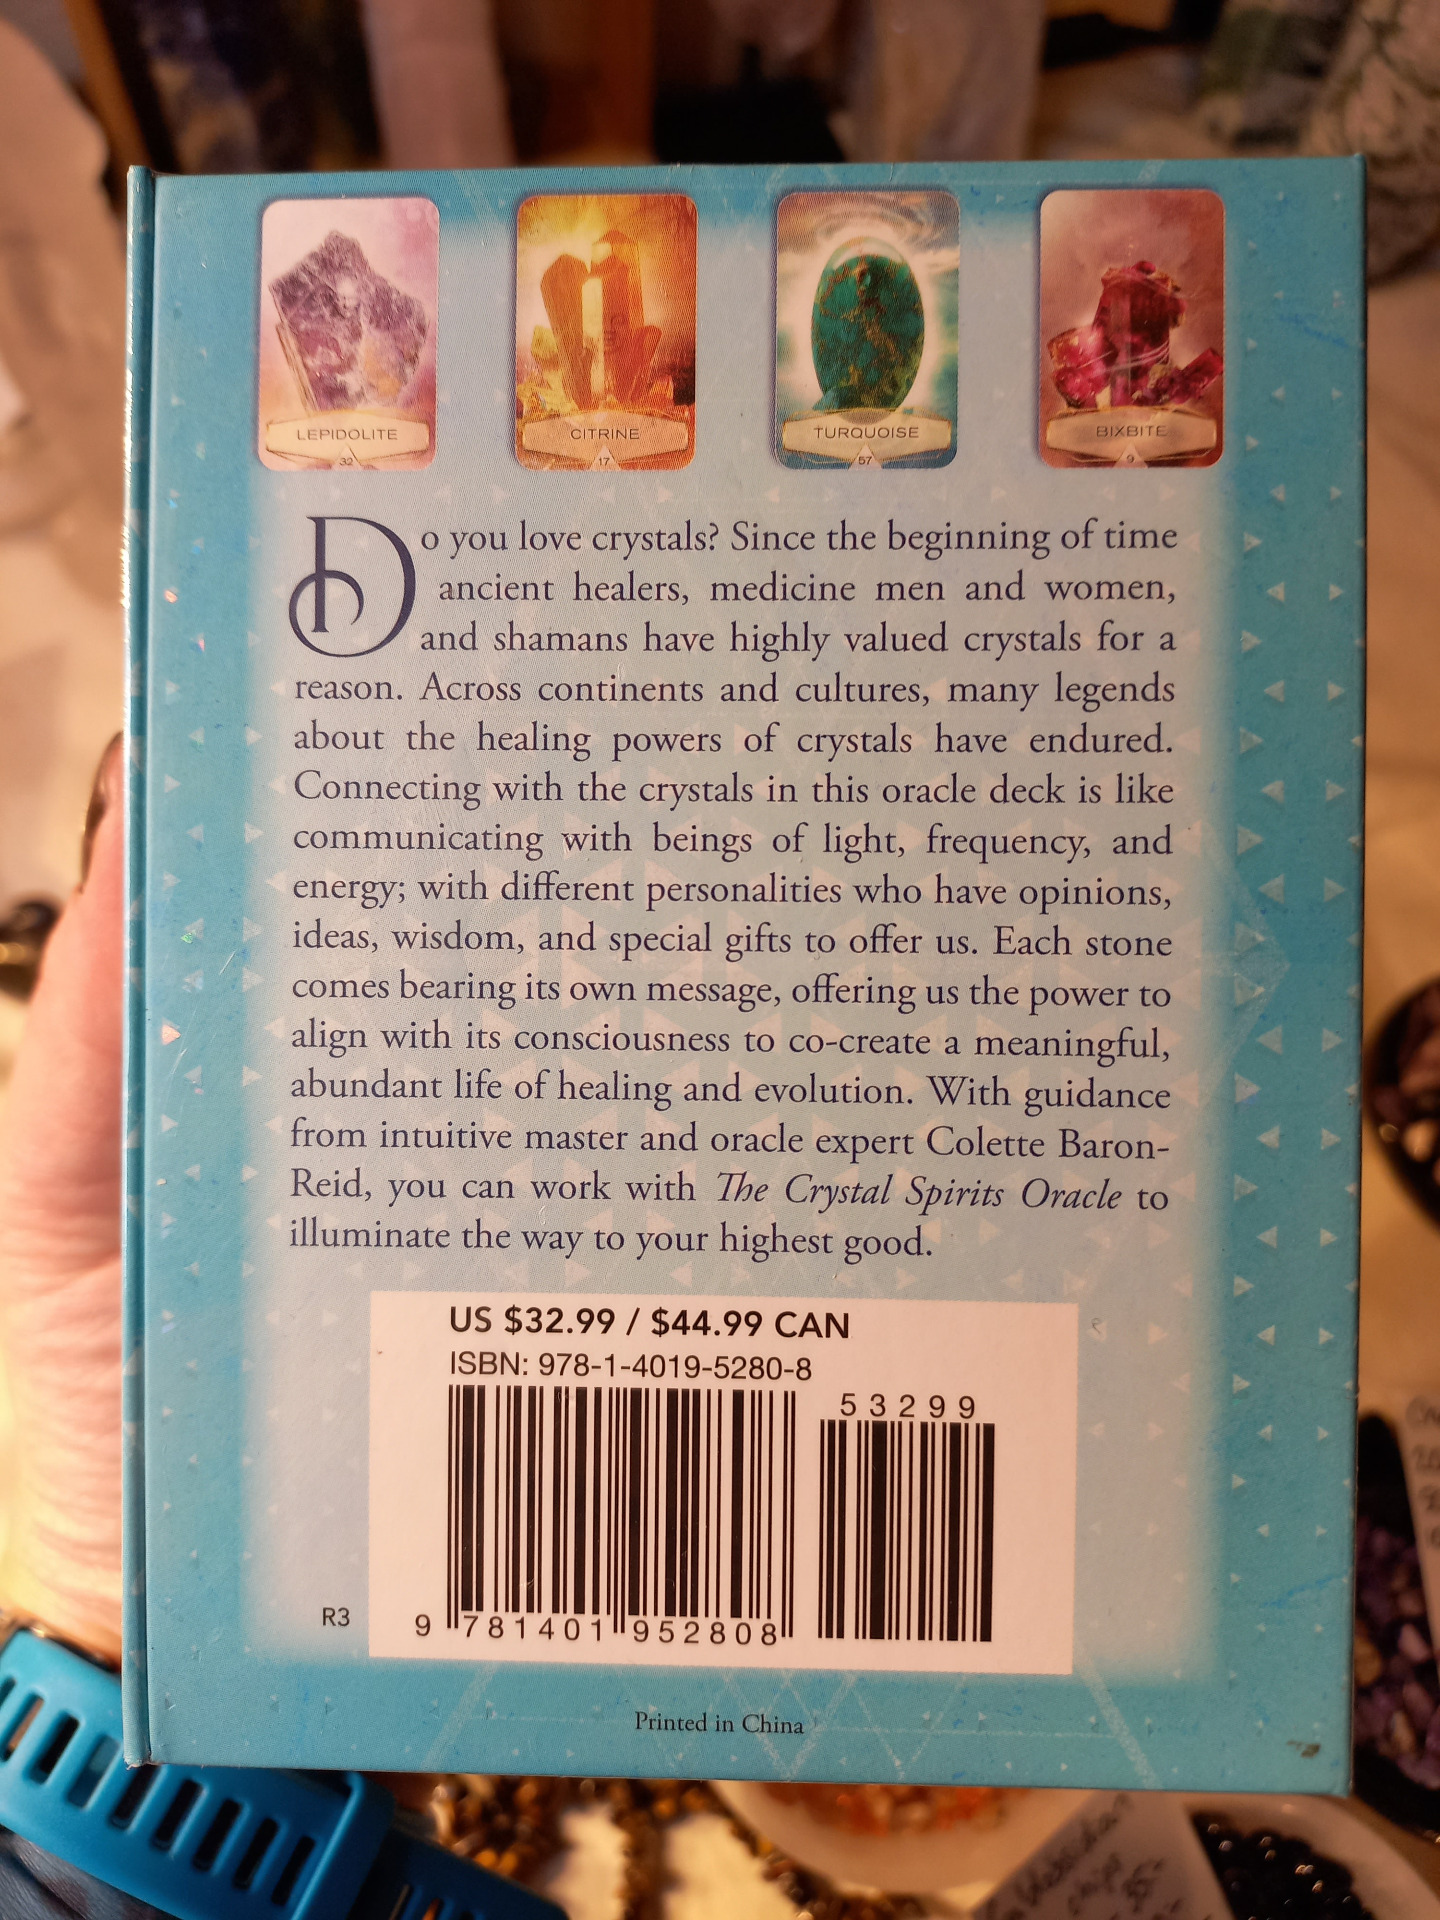 LEPIDOLITE
32
CITRINE
17
TURQUOISE
57
BIXBITE
9
Do you love crystals? Since the beginning of time
ancient healers, medicine men and women,
and shamans have highly valued crystals for a
reason. Across continents and cultures, many legends
about the healing powers of crystals have endured.
Connecting with the crystals in this oracle deck is like
communicating with beings of light, frequency, and
energy; with different personalities who have opinions,
ideas, wisdom, and special gifts to offer us. Each stone
comes bearing its own message, offering us the power to
align with its consciousness to co-create a meaningful,
abundant life of healing and evolution. With guidance
from intuitive master and oracle expert Colette Baron-
Reid, you can work with The Crystal Spirits Oracle to
illuminate the way to your highest good.
US $32.99 / $44.99 CAN
ISBN: 978-1-4019-5280-8
53299
9 781401 952808
R3
Printed in China
chips